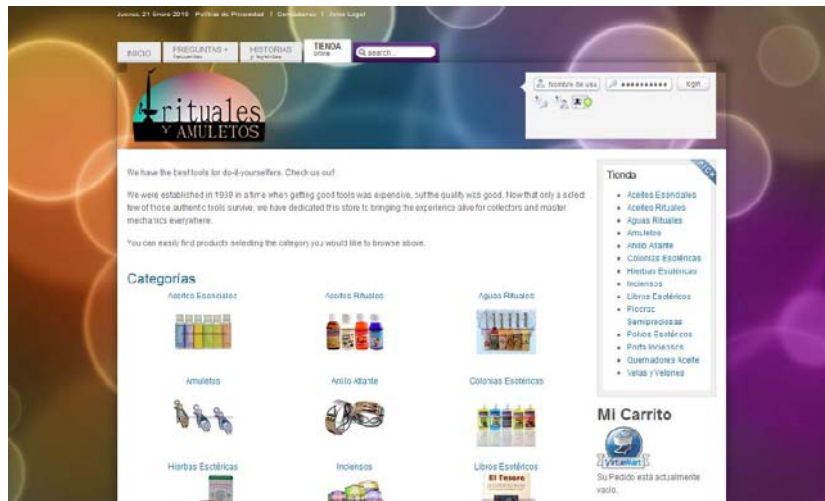 Jueves, 21 Enero 2010 Política de Privacidad | Contáctenos | Aviso Legal
INICIO
PREGUNTAS
frecuentes
HISTORIAS
y leyendas
TIENDA
online
search...
rituales
Y AMULETOS
login
We have the best tools for do-it-yourselfers. Check us out!
We were established in 1939 in a time when getting good tools was expensive, but the quality was good. Now that only a select
few of those authentic tools survive, we have dedicated this store to bringing the experience alive for collectors and master
mechanics everywhere.
You can easily find products selecting the category you would like to browse above.
Categorías
Aceites Esenciales
Aceites Rituales
Aguas Rituales
Amuletos
Anillo Atlante
Colonias Esotéricas
Hierbas Esotéricas
Inciensos
Libros Esotéricos
El Tesoro
Tienda
Aceites Esenciales
Aceites Rituales
Aguas Rituales
Amuletos
Anillo Atlante
Colonias Esotéricas
Hierbas Esotéricas
Inciensos
Libros Esotéricos
Piedras
Semipreciosas
Polvos Esotéricos
Porta Inciensos
Quemadores Aceite
Velas y Velones
Mi Carrito
VirtueMart
Su Pedido está actualmente
vacío.